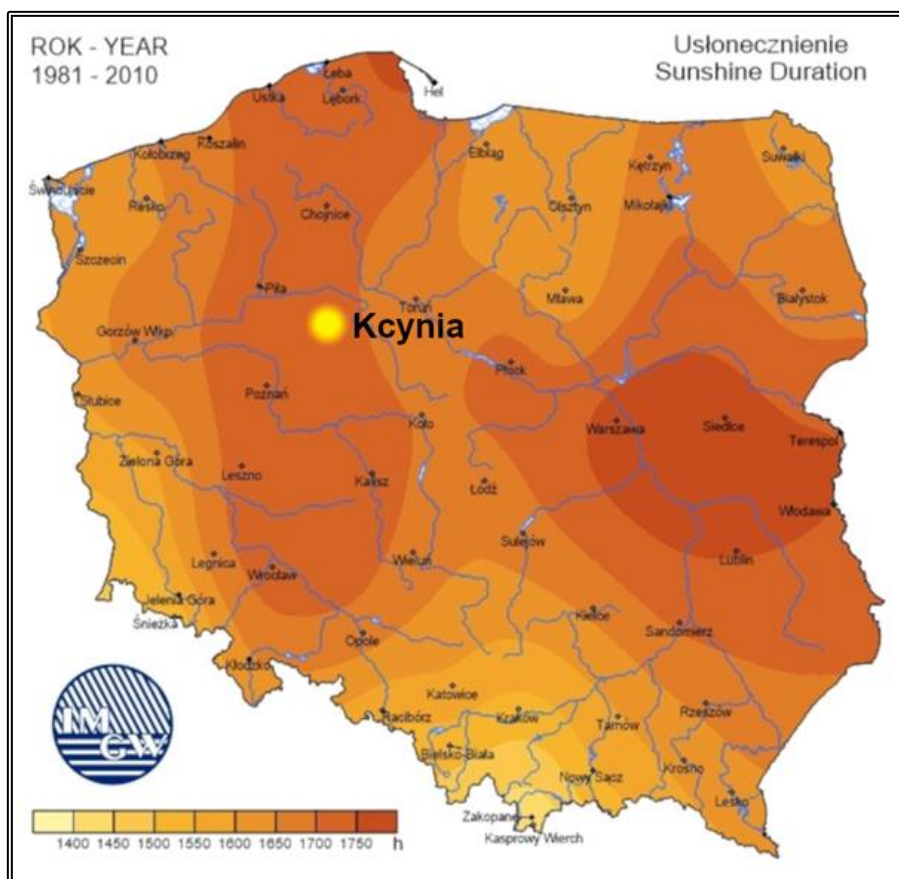 ROK - YEAR
1981 - 2010
Usłonecznienie
Sunshine Duration
Łeba
Hel
Ustka
Lębork
Koszalin
Kołobrzeg
Elbląg
Kętrzyn
Suwałki
Świnoujście
Resko
Chojnice
Olsztyn
Mikołajki
Szczecin
Piła
Toruń
Mława
Białystok
Kcynia
Gorzów Wlkp.
Płock
Słubice
Poznań
Koło
Warszawa
Siedlce
Terespol
Zielona Góra
Leszno
Kalisz
Łódź
Włodawa
Sulejów
Legnica
Wrocław
Wieluń
Lublin
Jelenia Góra
Śnieżka
Kielce
Sandomierz
Opole
Kłodzko
Katowice
Kraków
Tarnów
Rzeszów
Racibórz
Bielsko-Biała
Nowy Sącz
Krosno
Lesko
Zakopane
Kasprowy Wierch
IM
GW
1400 1450 1500 1550 1600 1650 1700 1750 h